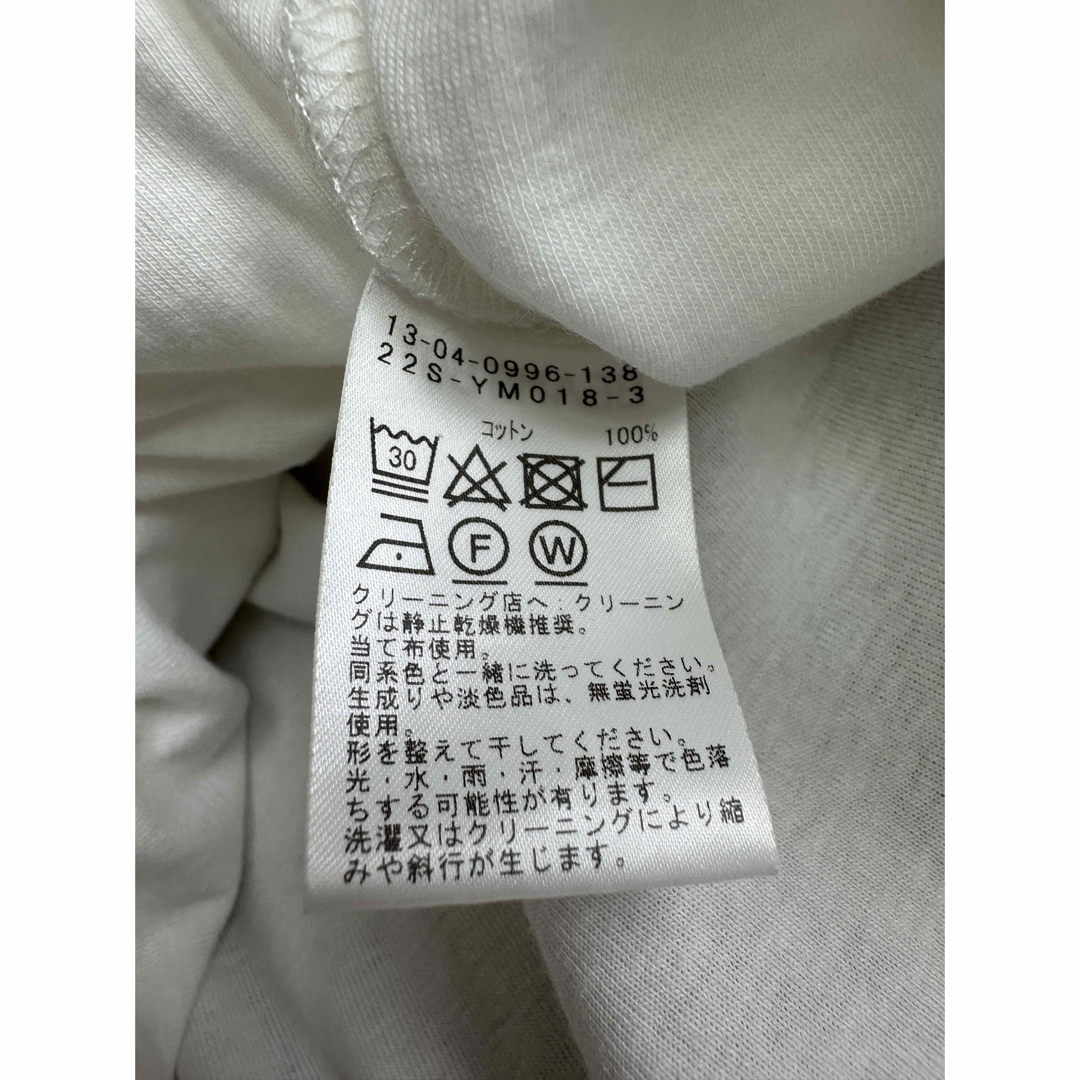 13-04-0996-138
22S-YM018-3
コットン 100%
30
F W
クリーニング店へ:クリーニン
グは静止乾燥機推奨。
当て布使用。
同系色と一緒に洗ってください。
生成りや淡色品は、無蛍光洗剤
使用。
形を整えて干してください。
光・水・雨・汗・摩擦等で色落
ちする可能性が有ります。
洗濯又はクリーニングにより縮
みや斜行が生じます。